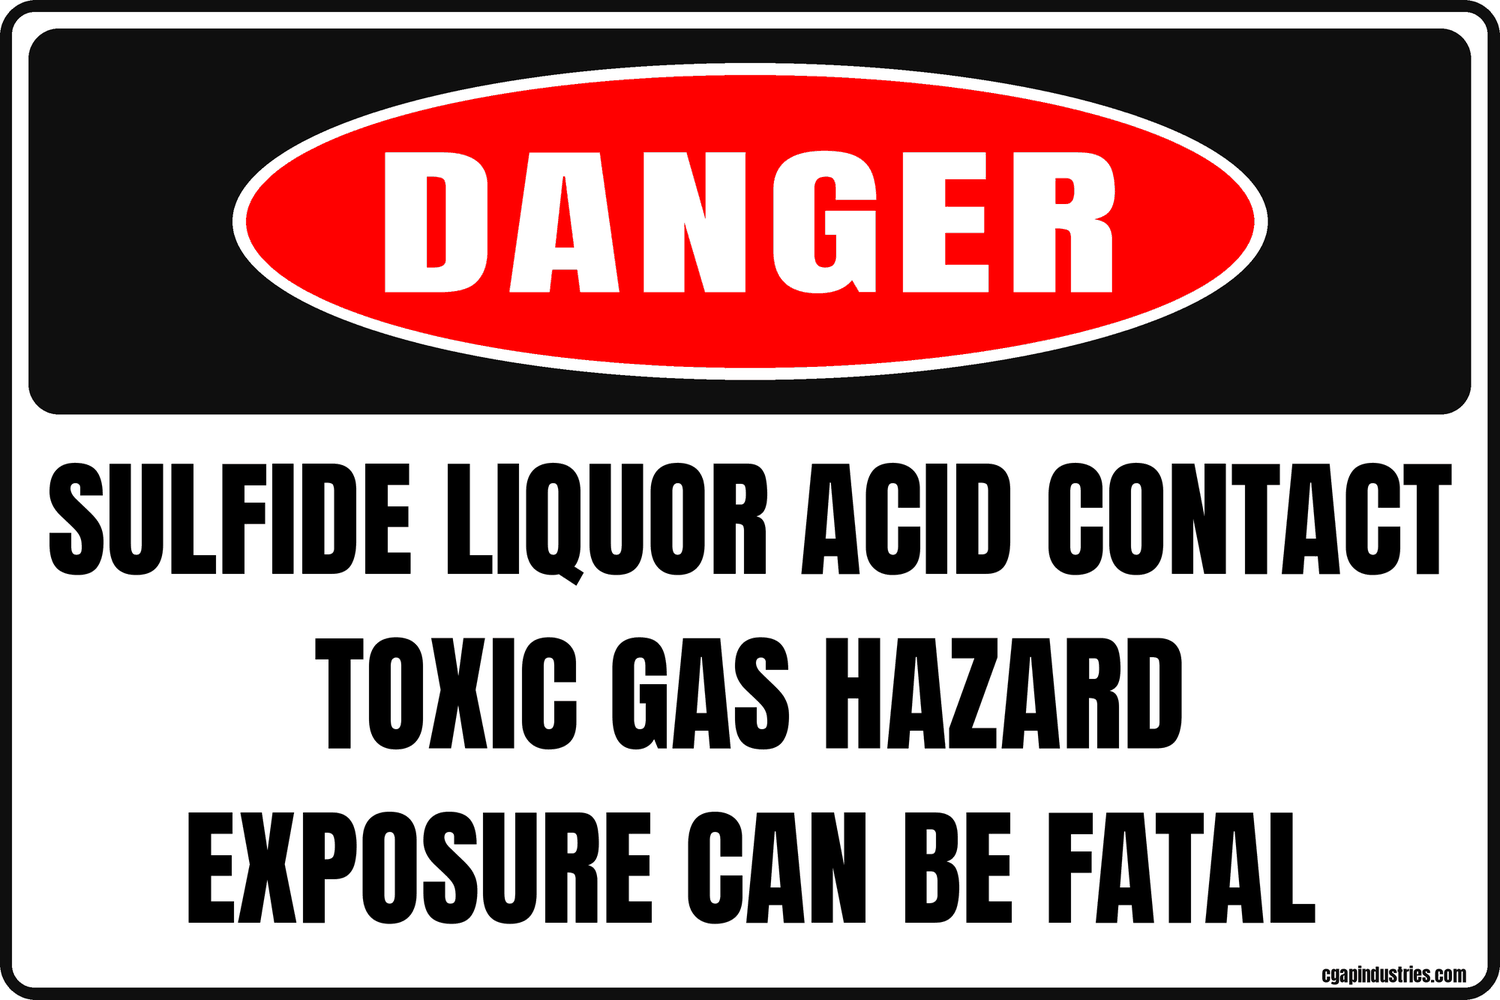 DANGER
SULFIDE LIQUOR ACID CONTACT
TOXIC GAS HAZARD
EXPOSURE CAN BE FATAL
cgapindustries.com